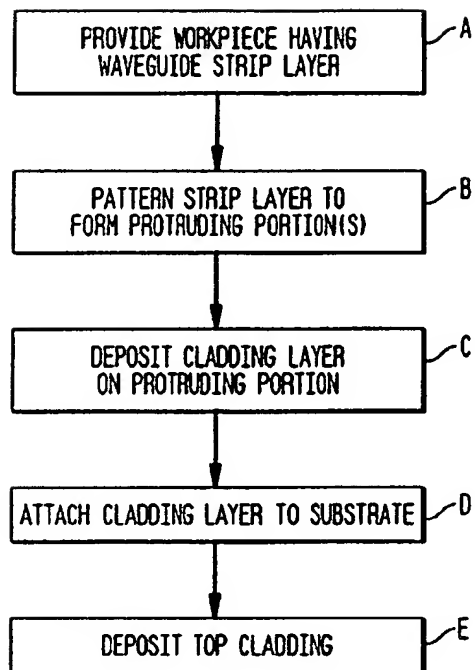 PROVIDE WORKPIECE HAVING
WAVEGUIDE STRIP LAYER
A
PATTERN STRIP LAYER TO
FORM PROTRUDING PORTION(S)
B
DEPOSIT CLADDING LAYER
ON PROTRUDING PORTION
C
ATTACH CLADDING LAYER TO SUBSTRATE
D
DEPOSIT TOP CLADDING
E